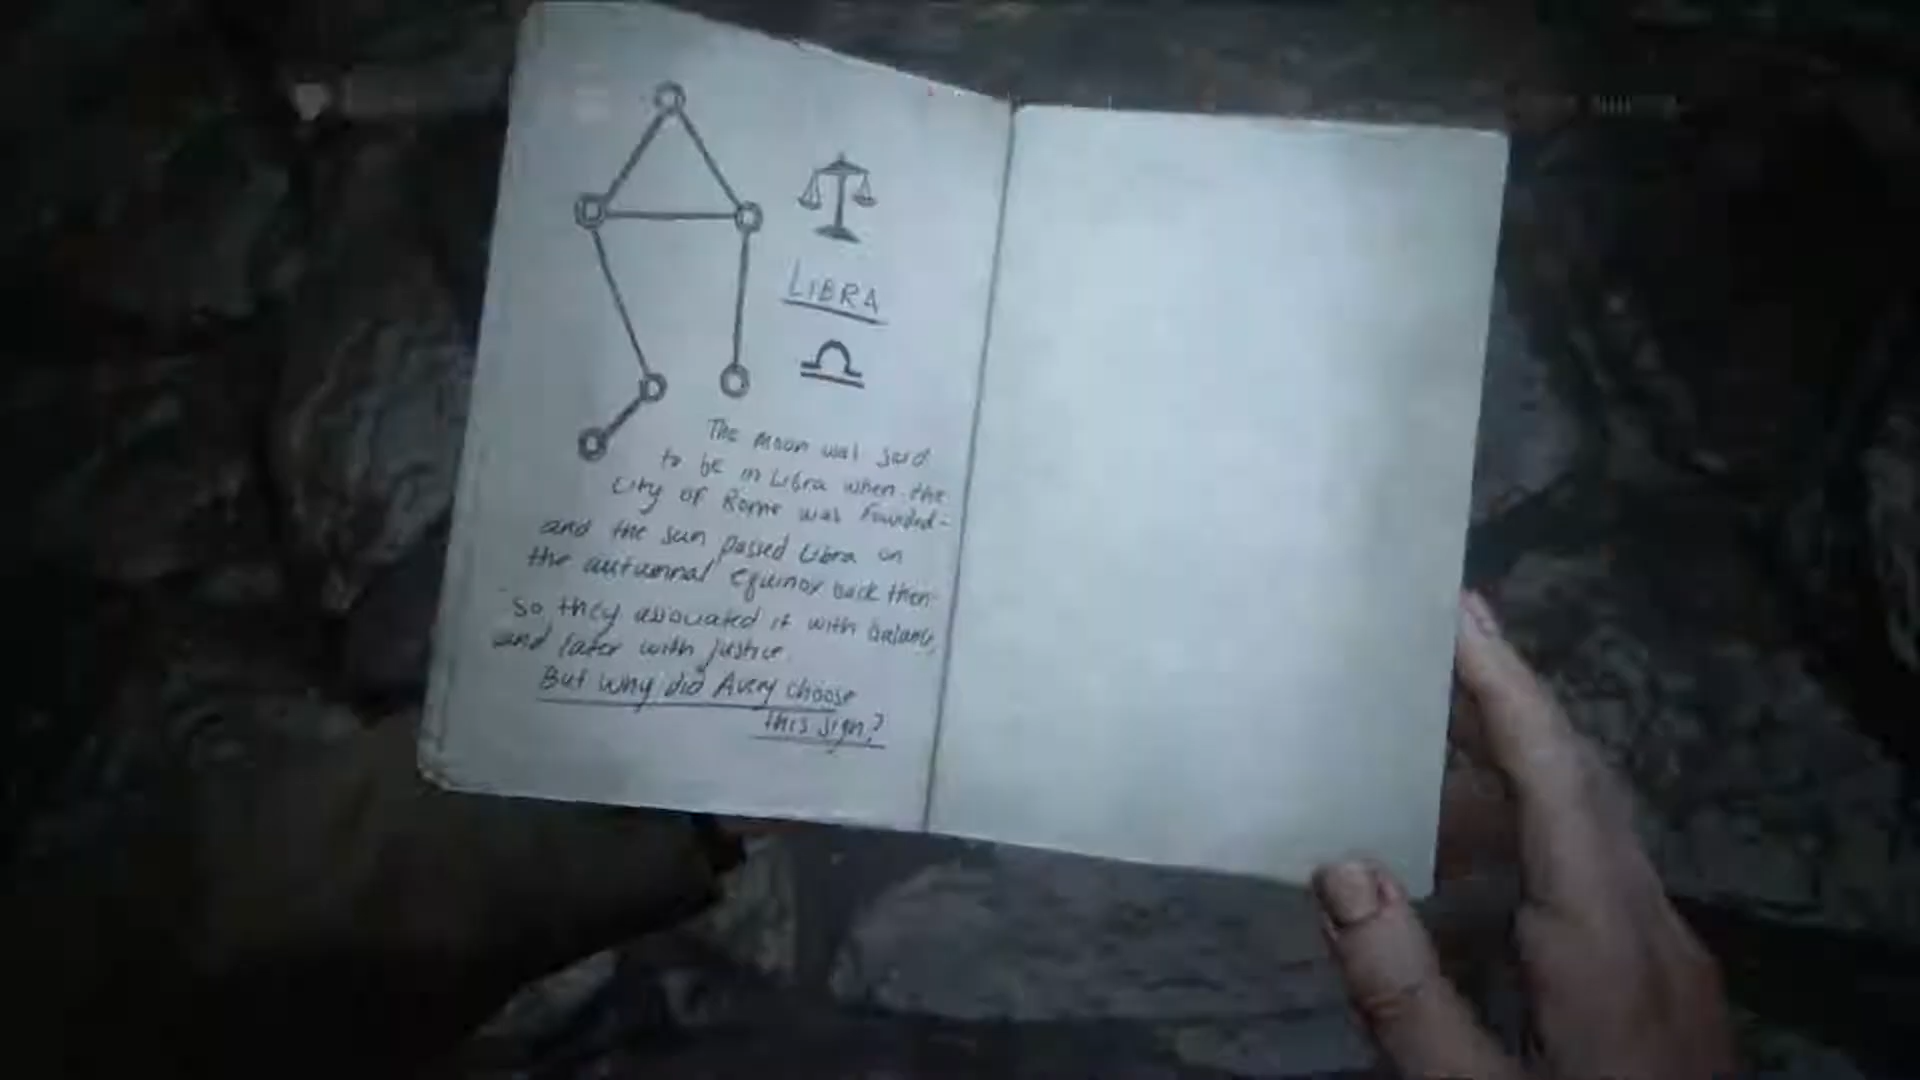 LIBRA
The moon was said
to be in Libra when the
city of Rome was founded-
and the sun passed Libra on
the autumnal equinox back then-
so they associated it with balance,
and later with justice.
But why did Avery choose
this sign?